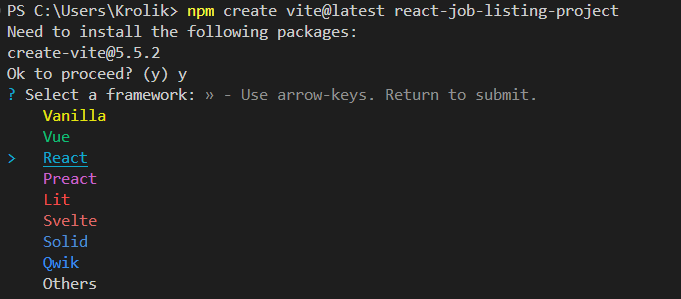 PS C:\Users\Krolik> npm create vite@latest react-job-listing-project
Need to install the following packages:
create-vite@5.5.2
Ok to proceed? (y) y
? Select a framework: » - Use arrow-keys. Return to submit.
Vanilla
Vue
> React
Preact
Lit
Svelte
Solid
Qwik
Others